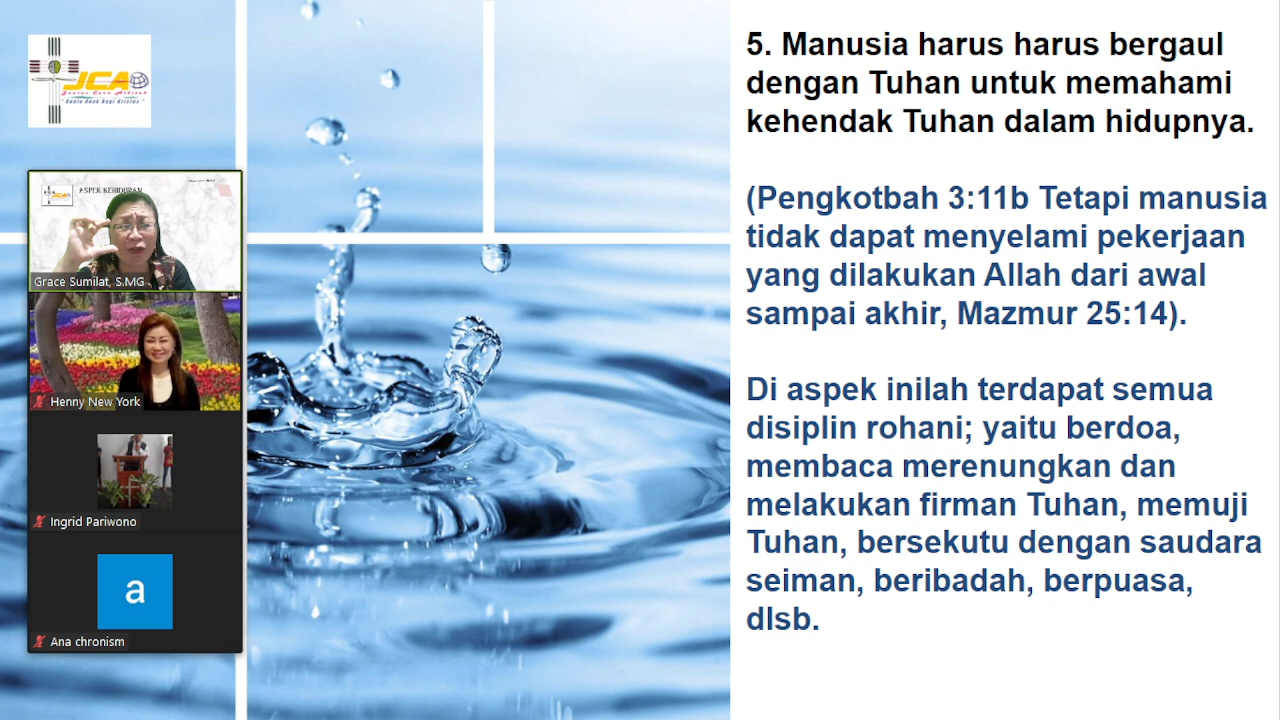 JCA
5. Manusia harus harus bergaul
dengan Tuhan untuk memahami
kehendak Tuhan dalam hidupnya.
(Pengkotbah 3:11b Tetapi manusia
tidak dapat menyelami pekerjaan
yang dilakukan Allah dari awal
sampai akhir, Mazmur 25:14).
Di aspek inilah terdapat semua
disiplin rohani; yaitu berdoa,
membaca merenungkan dan
melakukan firman Tuhan, memuji
Tuhan, bersekutu dengan saudara
seiman, beribadah, berpuasa,
dlsb.
ASPEK KEHIDUPAN
Grace Sumilat, S.MG
Henny New York
Ingrid Pariwono
a
Ana chronism